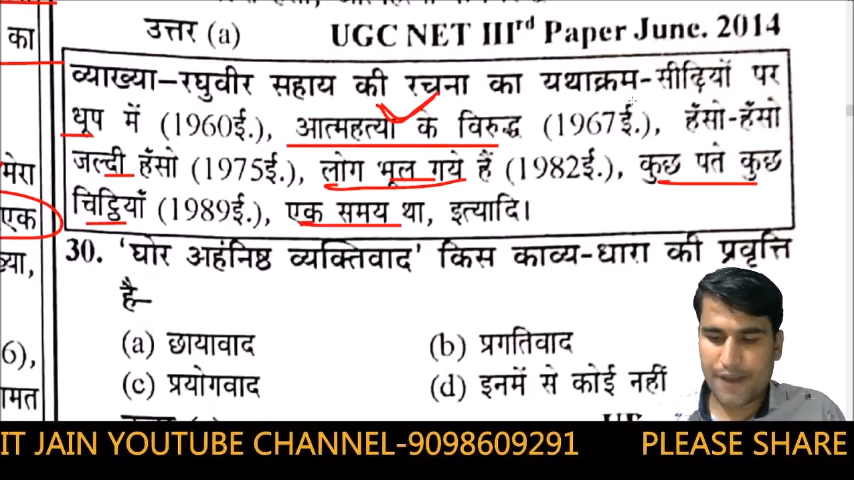 का
उत्तर (a) UGC NET IIIrd Paper June. 2014
व्याख्या–रघुवीर सहाय की रचना का यथाक्रम-सीढ़ियों पर
धूप में (1960ई.), आत्महत्या के विरुद्ध (1967ई.), हँसो-हँसो
मेरा
जल्दी हँसो (1975ई.), लोग भूल गये हैं (1982ई.), कुछ पते कुछ
एक
चिट्ठियाँ (1989ई.), एक समय था, इत्यादि।
30. 'घोर अहंनिष्ठ व्यक्तिवाद' किस काव्य-धारा की प्रवृत्ति
है–
(a) छायावाद (b) प्रगतिवाद
6),
(c) प्रयोगवाद (d) इनमें से कोई नहीं
IT JAIN YOUTUBE CHANNEL-9098609291 PLEASE SHARE